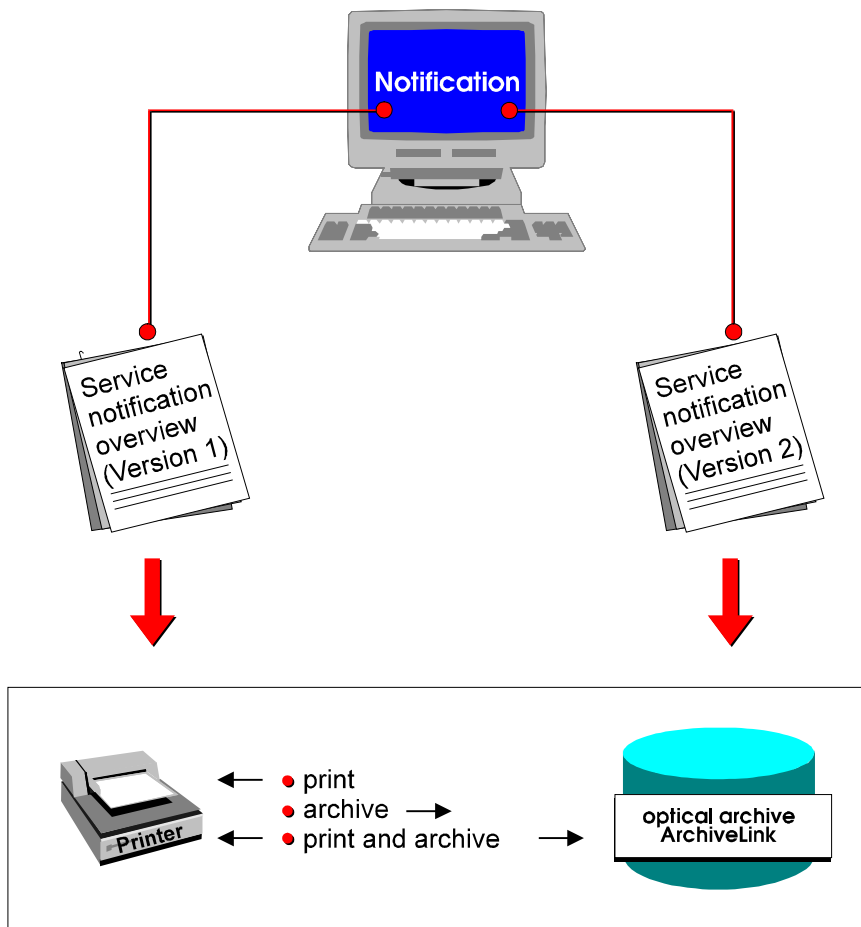 Notification
Service
notification
overview
(Version 1)
Service
notification
overview
(Version 2)
print
archive
print and archive
Printer
optical archive
ArchiveLink